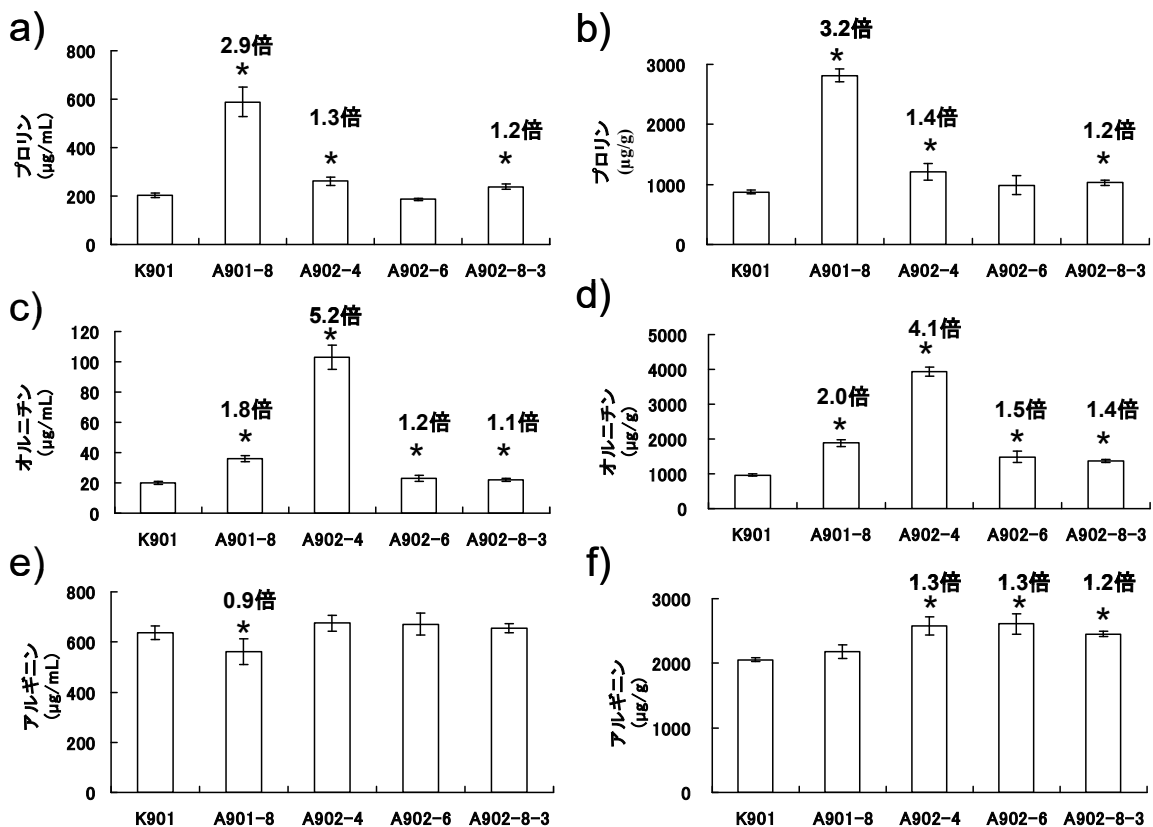 a)
2.9倍
*
1.3倍
*
1.2倍
*
プロリン
(µg/mL)
800
600
400
200
0
K901
A901-8
A902-4
A902-6
A902-8-3
b)
3.2倍
*
1.4倍
*
1.2倍
*
プロリン
(µg/g)
3000
2000
1000
0
K901
A901-8
A902-4
A902-6
A902-8-3
c)
5.2倍
*
1.8倍
*
1.2倍
*
1.1倍
*
オルニチン
(µg/mL)
120
100
80
60
40
20
0
K901
A901-8
A902-4
A902-6
A902-8-3
d)
4.1倍
*
2.0倍
*
1.5倍
*
1.4倍
*
オルニチン
(µg/g)
5000
4000
3000
2000
1000
0
K901
A901-8
A902-4
A902-6
A902-8-3
e)
0.9倍
*
アルギニン
(µg/mL)
800
600
400
200
0
K901
A901-8
A902-4
A902-6
A902-8-3
f)
1.3倍
*
1.3倍
*
1.2倍
*
アルギニン
(µg/g)
3000
2000
1000
0
K901
A901-8
A902-4
A902-6
A902-8-3